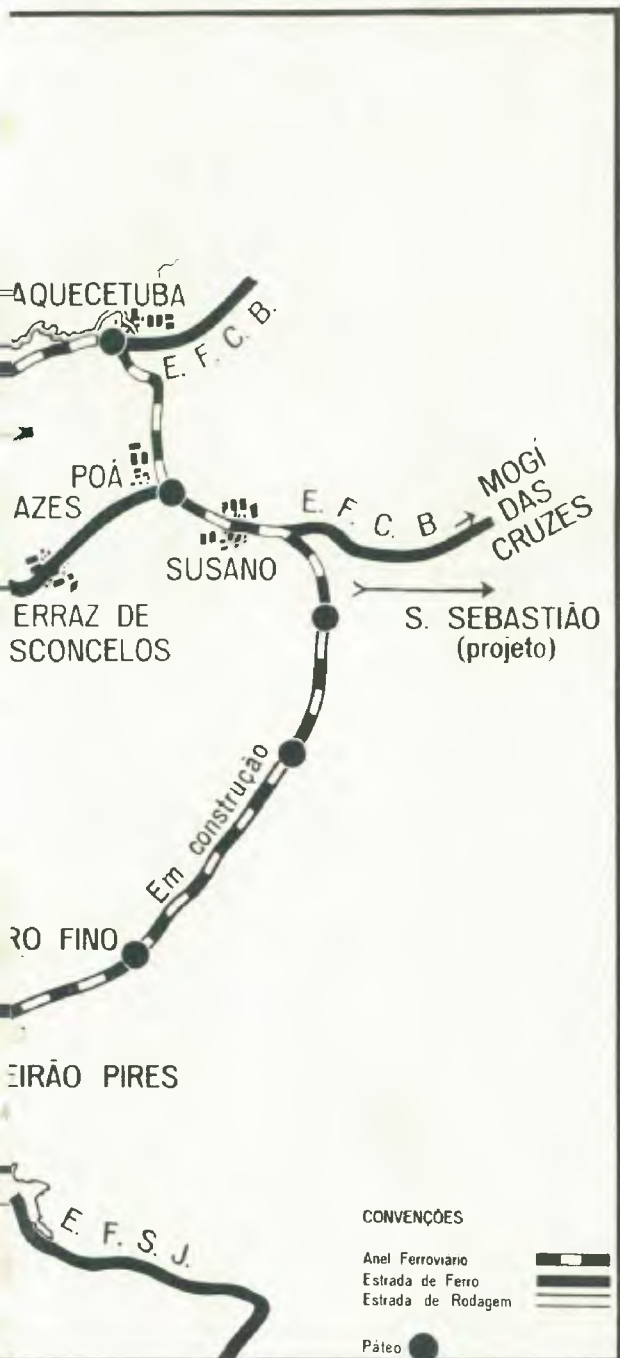 AQUECETUBA
E. F. C. B.
POÁ
AZES
SUSANO
E. F. C. B
MOGÍ
DAS
CRUZES
ERRAZ DE
SCONCELOS
S. SEBASTIÃO
(projeto)
Em construção
RO FINO
EIRÃO PIRES
E. F. S. J.
CONVENÇÕES
Anel Ferroviario
Estrada de Ferro
Estrada de Rodagem
Páteo